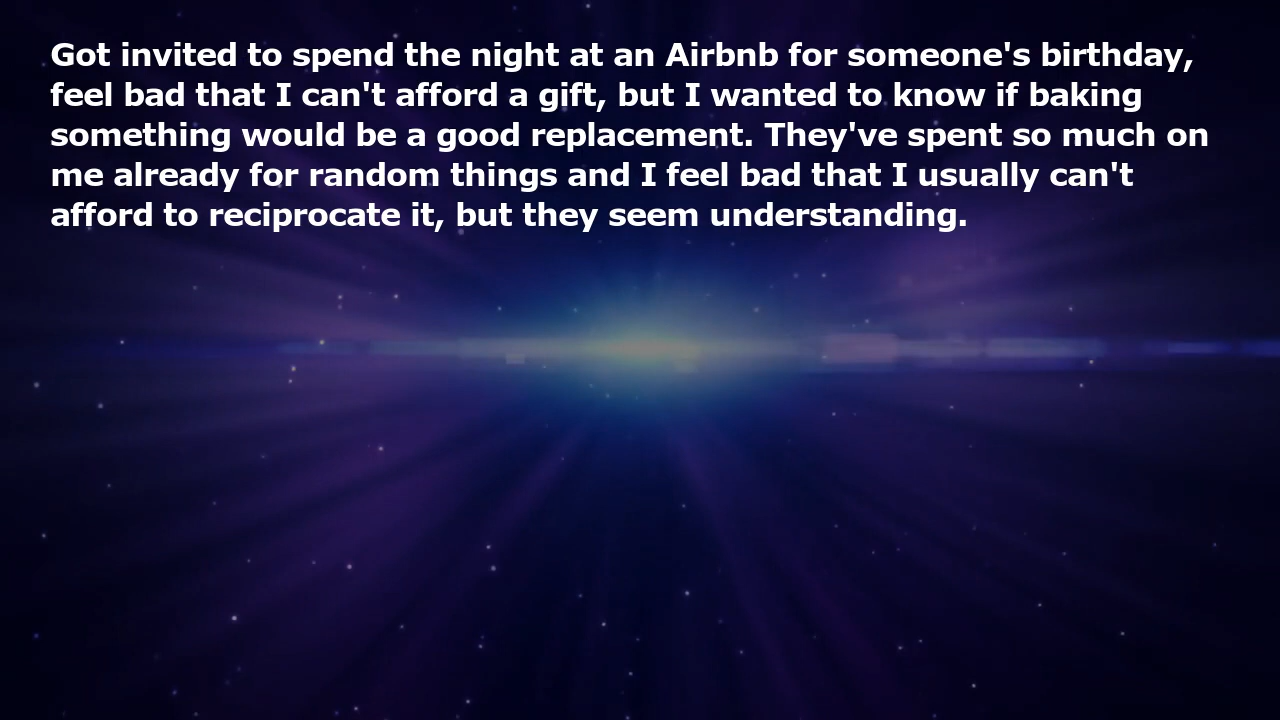 Got invited to spend the night at an Airbnb for someone's birthday,
feel bad that I can't afford a gift, but I wanted to know if baking
something would be a good replacement. They've spent so much on
me already for random things and I feel bad that I usually can't
afford to reciprocate it, but they seem understanding.